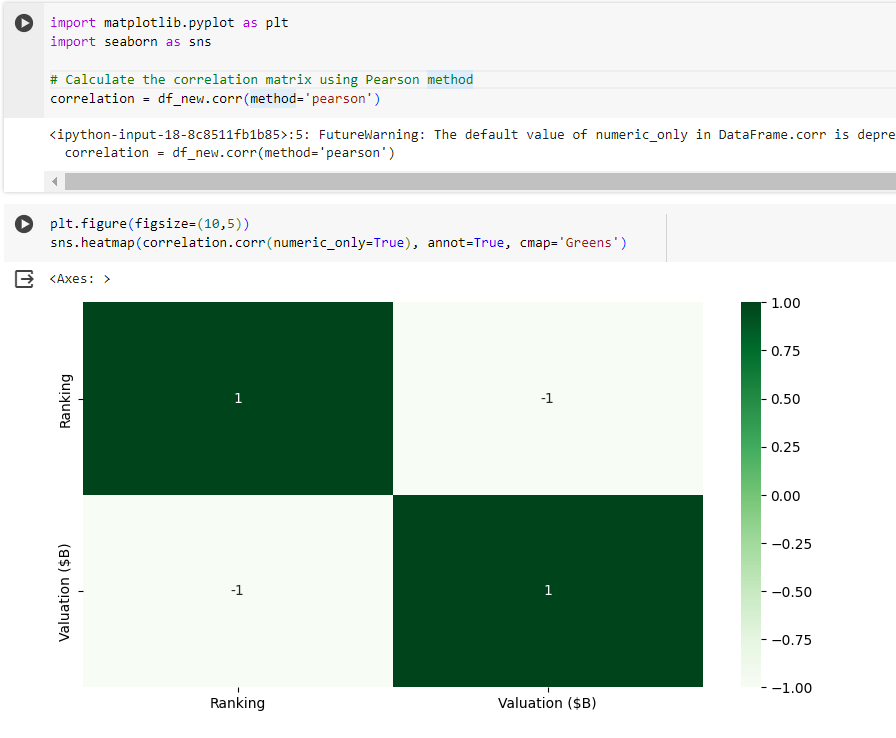 import matplotlib.pyplot as plt
import seaborn as sns
# Calculate the correlation matrix using Pearson method
correlation = df_new.corr(method='pearson')
<ipython-input-18-8c8511fb1b85>:5: FutureWarning: The default value of numeric_only in DataFrame.corr is depre
correlation = df_new.corr(method='pearson')
plt.figure(figsize=(10,5))
sns.heatmap(correlation.corr(numeric_only=True), annot=True, cmap='Greens')
<Axes: >
Ranking
1
-1
Valuation ($B)
-1
1
Ranking
Valuation ($B)
1.00
0.75
0.50
0.25
0.00
−0.25
−0.50
−0.75
−1.00